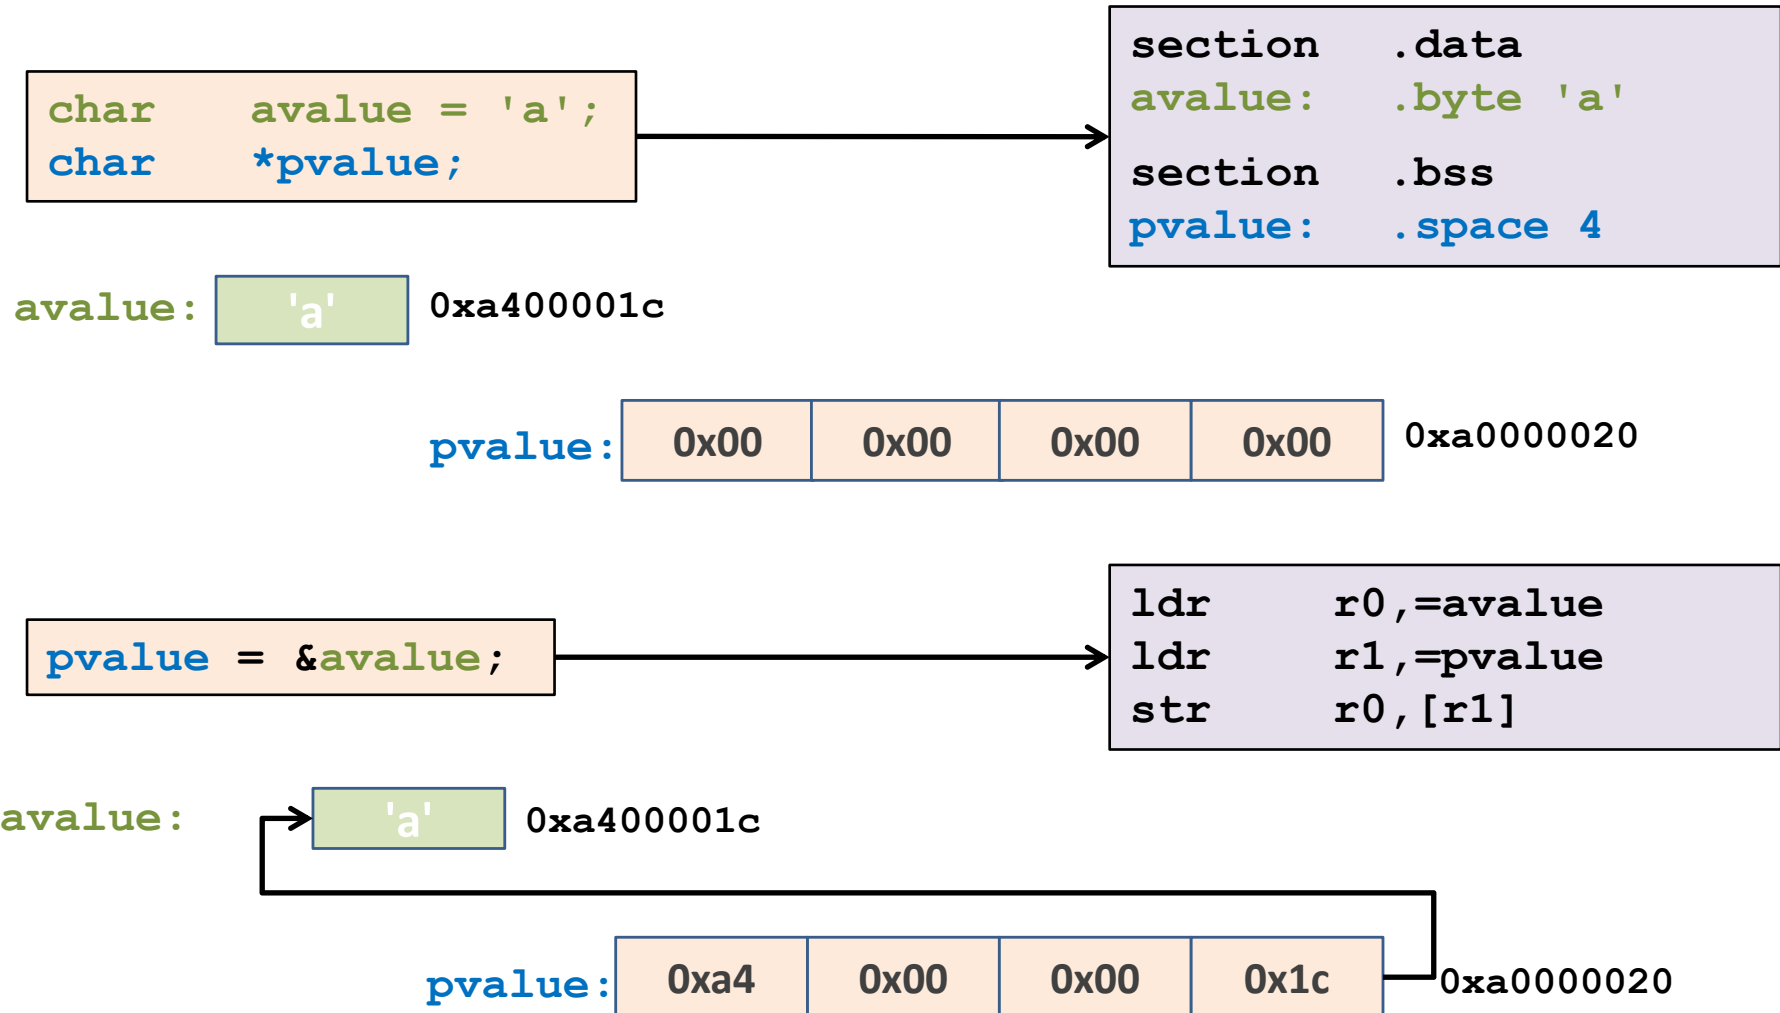 char avalue = 'a';
char *pvalue;
section .data
avalue: .byte 'a'
section .bss
pvalue: .space 4
avalue: 'a' 0xa400001c
pvalue: 0x00 0x00 0x00 0x00 0xa0000020
pvalue = &avalue;
ldr r0,=avalue
ldr r1,=pvalue
str r0,[r1]
avalue: 'a' 0xa400001c
pvalue: 0xa4 0x00 0x00 0x1c 0xa0000020